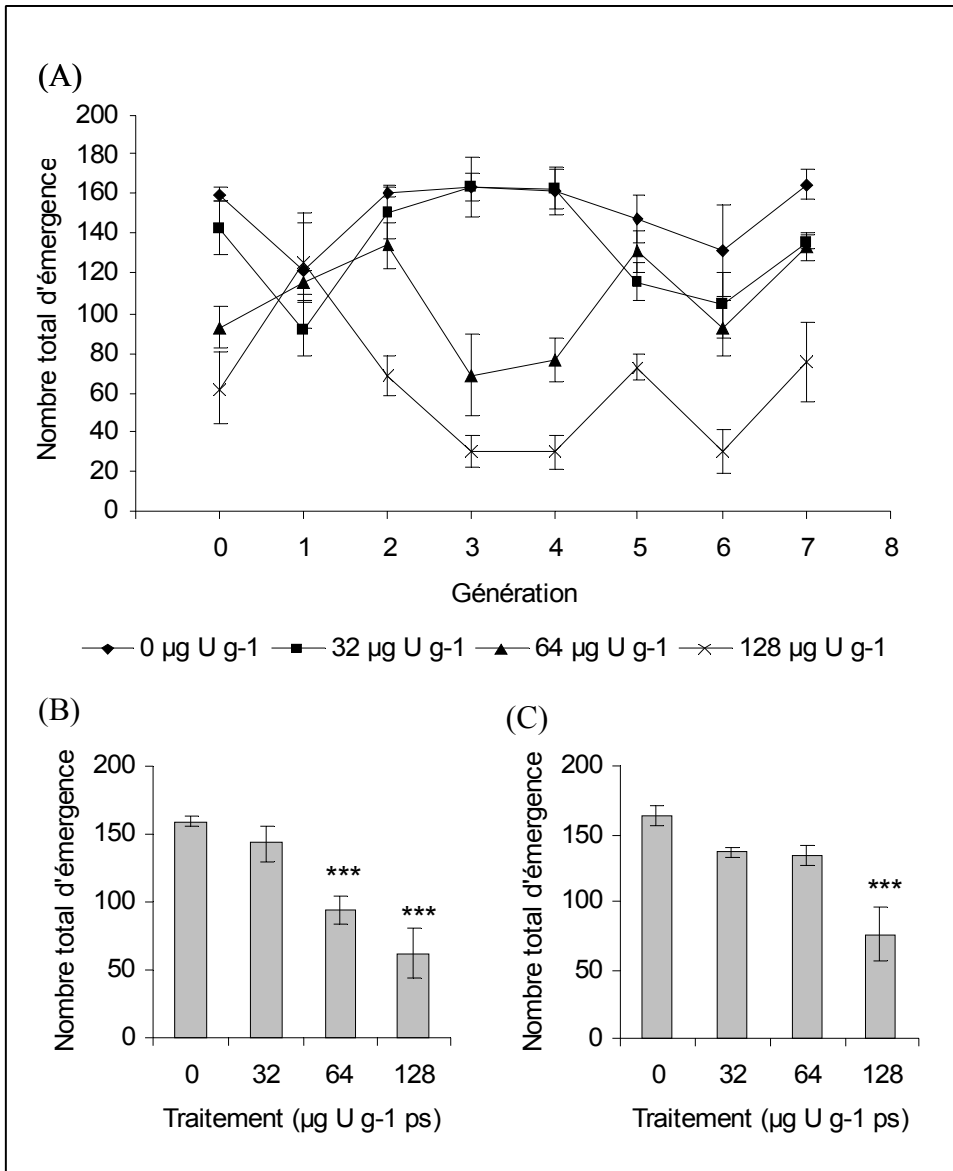 (A)
200
180
160
140
120
100
80
60
40
20
0
Nombre total d'émergence
0 1 2 3 4 5 6 7 8
Génération
0 µg U g-1 32 µg U g-1 64 µg U g-1 128 µg U g-1
(B)
200
150
100
50
0
Nombre total d'émergence
***
***
0 32 64 128
Traitement (µg U g-1 ps)
(C)
200
150
100
50
0
Nombre total d'émergence
***
0 32 64 128
Traitement (µg U g-1 ps)